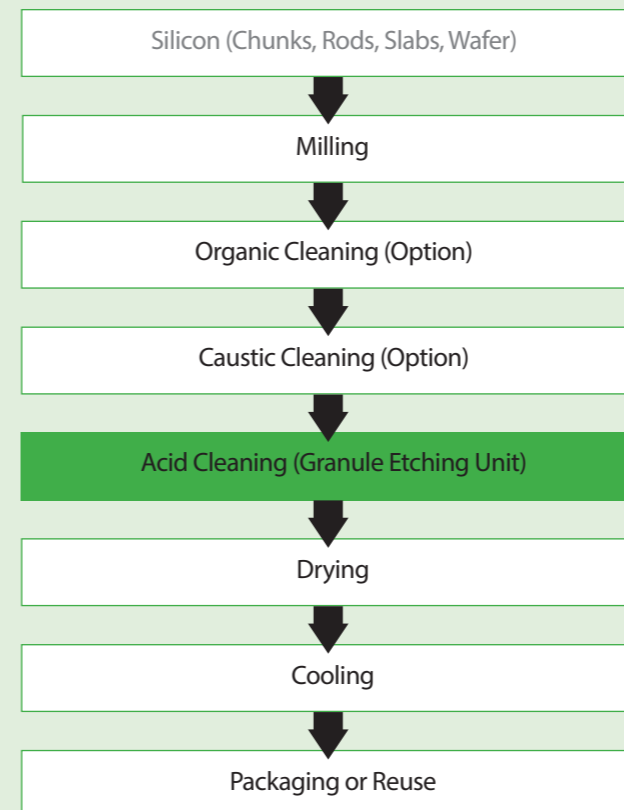 Silicon (Chunks, Rods, Slabs, Wafer)
Milling
Organic Cleaning (Option)
Caustic Cleaning (Option)
Acid Cleaning (Granule Etching Unit)
Drying
Cooling
Packaging or Reuse